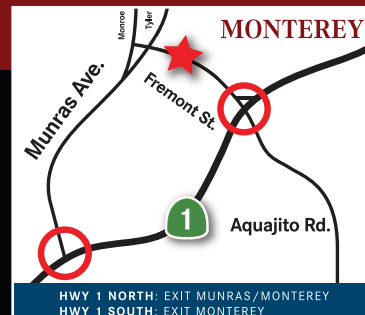 MONTEREY
Monroe
Tyler
Munras Ave.
Fremont St.
1
Aquajito Rd.
HWY 1 NORTH: EXIT MUNRAS/MONTEREY
HWY 1 SOUTH: EXIT MONTEREY